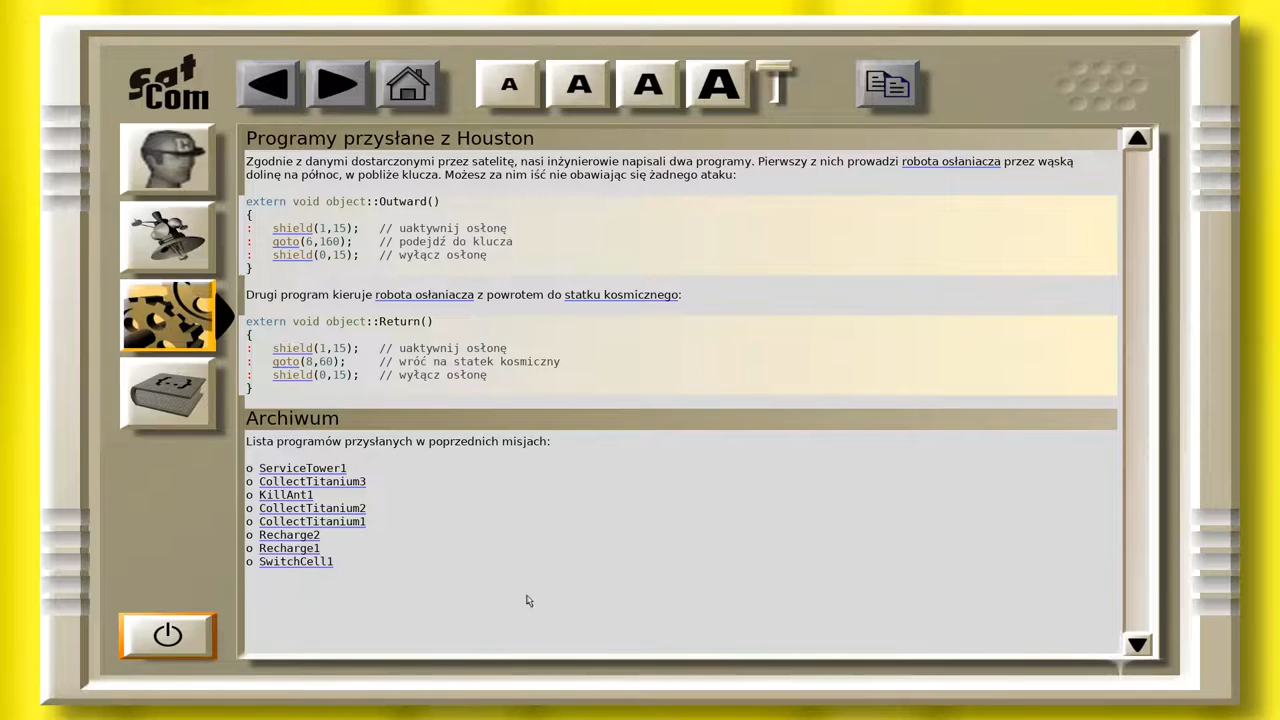 Sat
Com
A A A A
Programy przysłane z Houston
Zgodnie z danymi dostarczonymi przez satelitę, nasi inżynierowie napisali dwa programy. Pierwszy z nich prowadzi robota osłaniacza przez wąską
dolinę na północ, w pobliże klucza. Możesz za nim iść nie obawiając się żadnego ataku:
extern void object::Outward()
{
:   shield(1,15);   // uaktywnij osłonę
:   goto(6,160);    // podejdź do klucza
:   shield(0,15);   // wyłącz osłonę
}
Drugi program kieruje robota osłaniacza z powrotem do statku kosmicznego:
extern void object::Return()
{
:   shield(1,15);   // uaktywnij osłonę
:   goto(8,60);     // wróć na statek kosmiczny
:   shield(0,15);   // wyłącz osłonę
}
Archiwum
Lista programów przysłanych w poprzednich misjach:
o ServiceTower1
o CollectTitanium3
o KillAnt1
o CollectTitanium2
o CollectTitanium1
o Recharge2
o Recharge1
o SwitchCell1
{--}